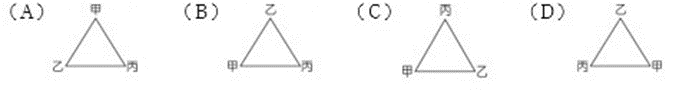 (A) 甲 (B) 乙 (C) 丙 (D) 乙
乙 丙 甲 丙 甲 乙 丙 甲